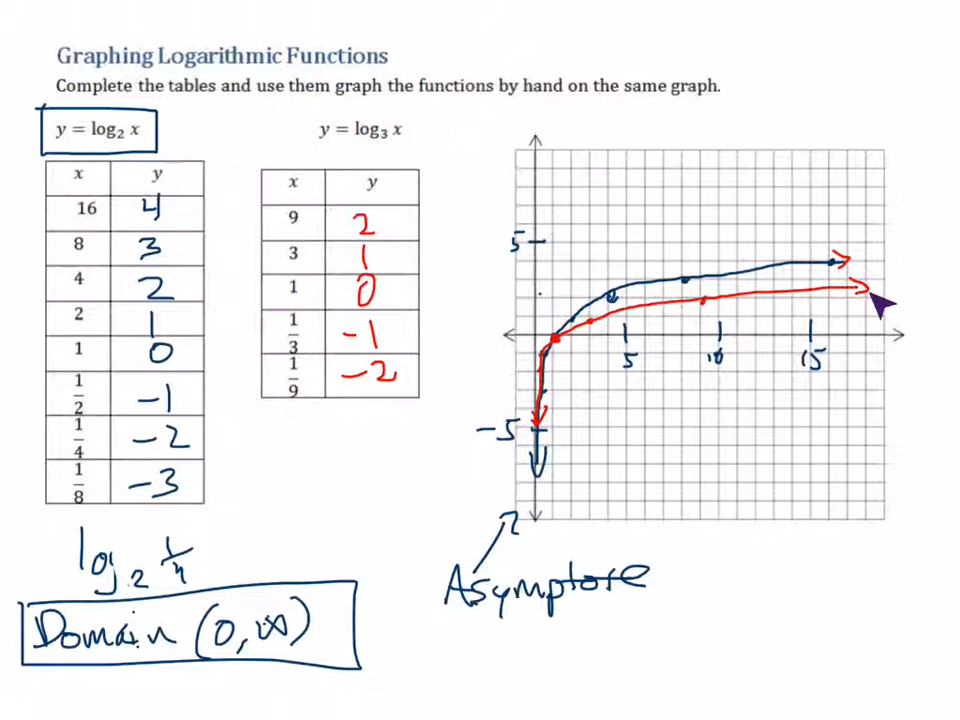 Graphing Logarithmic Functions
Complete the tables and use them graph the functions by hand on the same graph.
y = log₂ x
x y
16 4
8 3
4 2
2 1
1 0
1/2 -1
1/4 -2
1/8 -3
y = log₃ x
x y
9 2
3 1
1 0
1/3 -1
1/9 -2
5
5 10 15
-5
log₂ 1/4
Asymptote
Domain (0, ∞)